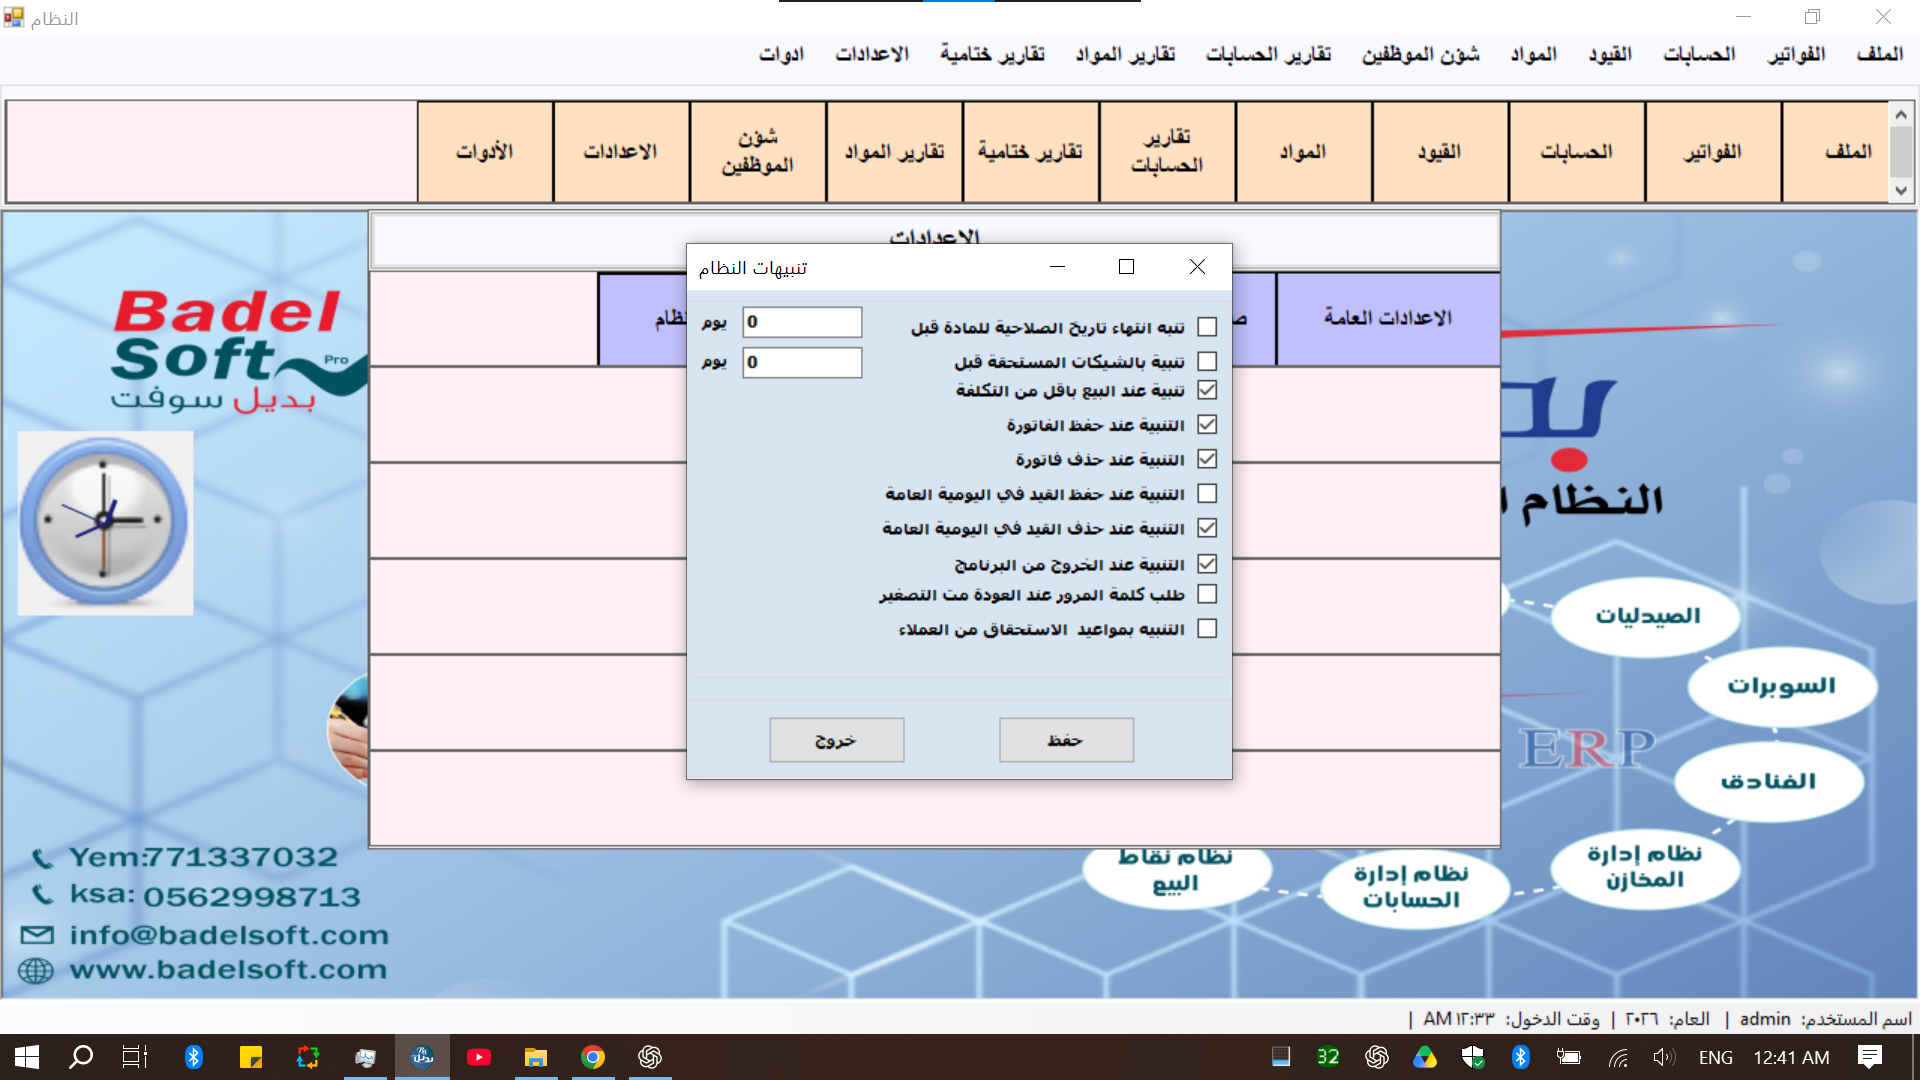 النظام
الملف الفواتير الحسابات القيود المواد شؤن الموظفين تقارير الحسابات تقارير المواد تقارير ختامية الاعدادات ادوات
الملف
الفواتير
الحسابات
القيود
المواد
تقارير
الحسابات
تقارير ختامية
تقارير المواد
شؤن
الموظفين
الاعدادات
الأدوات
الاعدادات
الاعدادات العامة
تنبيهات النظام
تنبه انتهاء تاريخ الصلاحية للمادة قبل 0 يوم
تنبية بالشيكات المستحقة قبل 0 يوم
تنبية عند البيع باقل من التكلفة
التنبية عند حفظ الفاتورة
التنبية عند حذف فاتورة
التنبية عند حفظ القيد في اليومية العامة
التنبية عند حذف القيد في اليومية العامة
التنبية عند الخروج من البرنامج
طلب كلمة المرور عند العودة مت التصغير
التنبيه بمواعيد الاستحقاق من العملاء
حفظ خروج
Badel
Soft Pro
بديل سوفت
النظام
الصيدليات
السوبرات
ERP
الفنادق
نظام إدارة
المخازن
نظام إدارة
الحسابات
نظام نقاط
البيع
Yem:771337032
ksa: 0562998713
info@badelsoft.com
www.badelsoft.com
اسم المستخدم: admin | العام: ٢٠٢٦ | وقت الدخول: ١٢:٣٣ AM |
32
ENG
12:41 AM